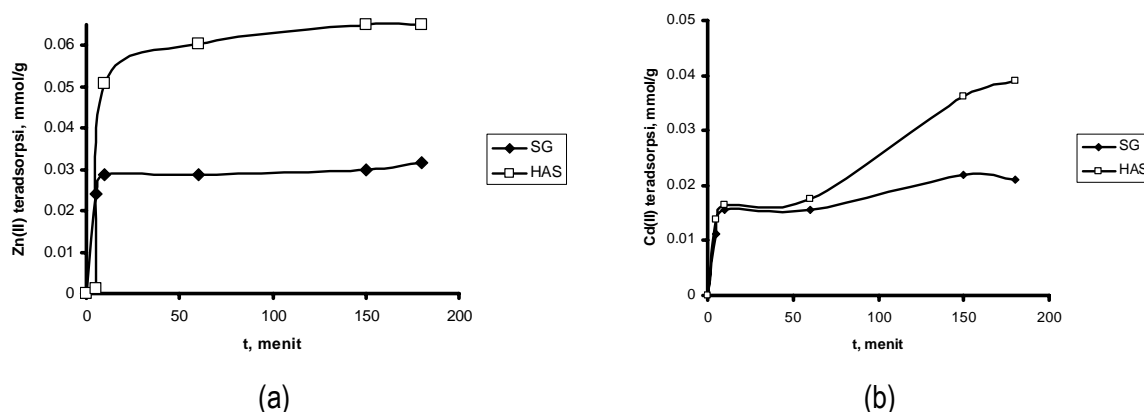 Zn(II) teradsorpsi, mmol/g
0.06
0.05
0.04
0.03
0.02
0.01
0
0
50
100
150
200
t, menit
SG
HAS
(a)
Cd(II) teradsorpsi, mmol/g
0.05
0.04
0.03
0.02
0.01
0
0
50
100
150
200
t, menit
SG
HAS
(b)